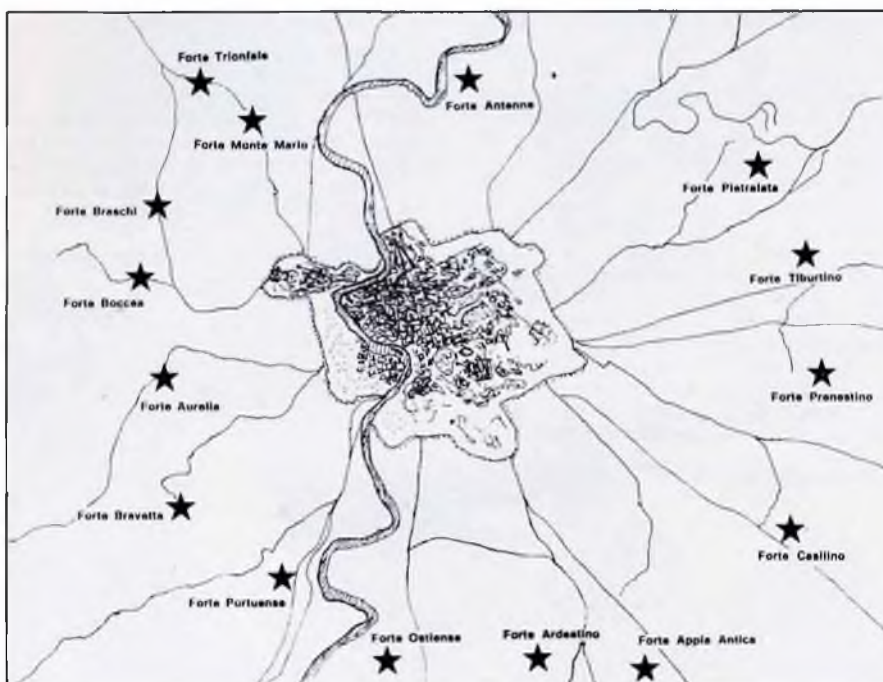 Forte Trionfale
Forte Antenne
Forte Monte Mario
Forte Pietralata
Forte Braschi
Forte Tiburtino
Forte Boccea
Forte Prenestino
Forte Aurelia
Forte Bravetta
Forte Casilino
Forte Portuense
Forte Ostiense
Forte Ardeatino
Forte Appia Antica